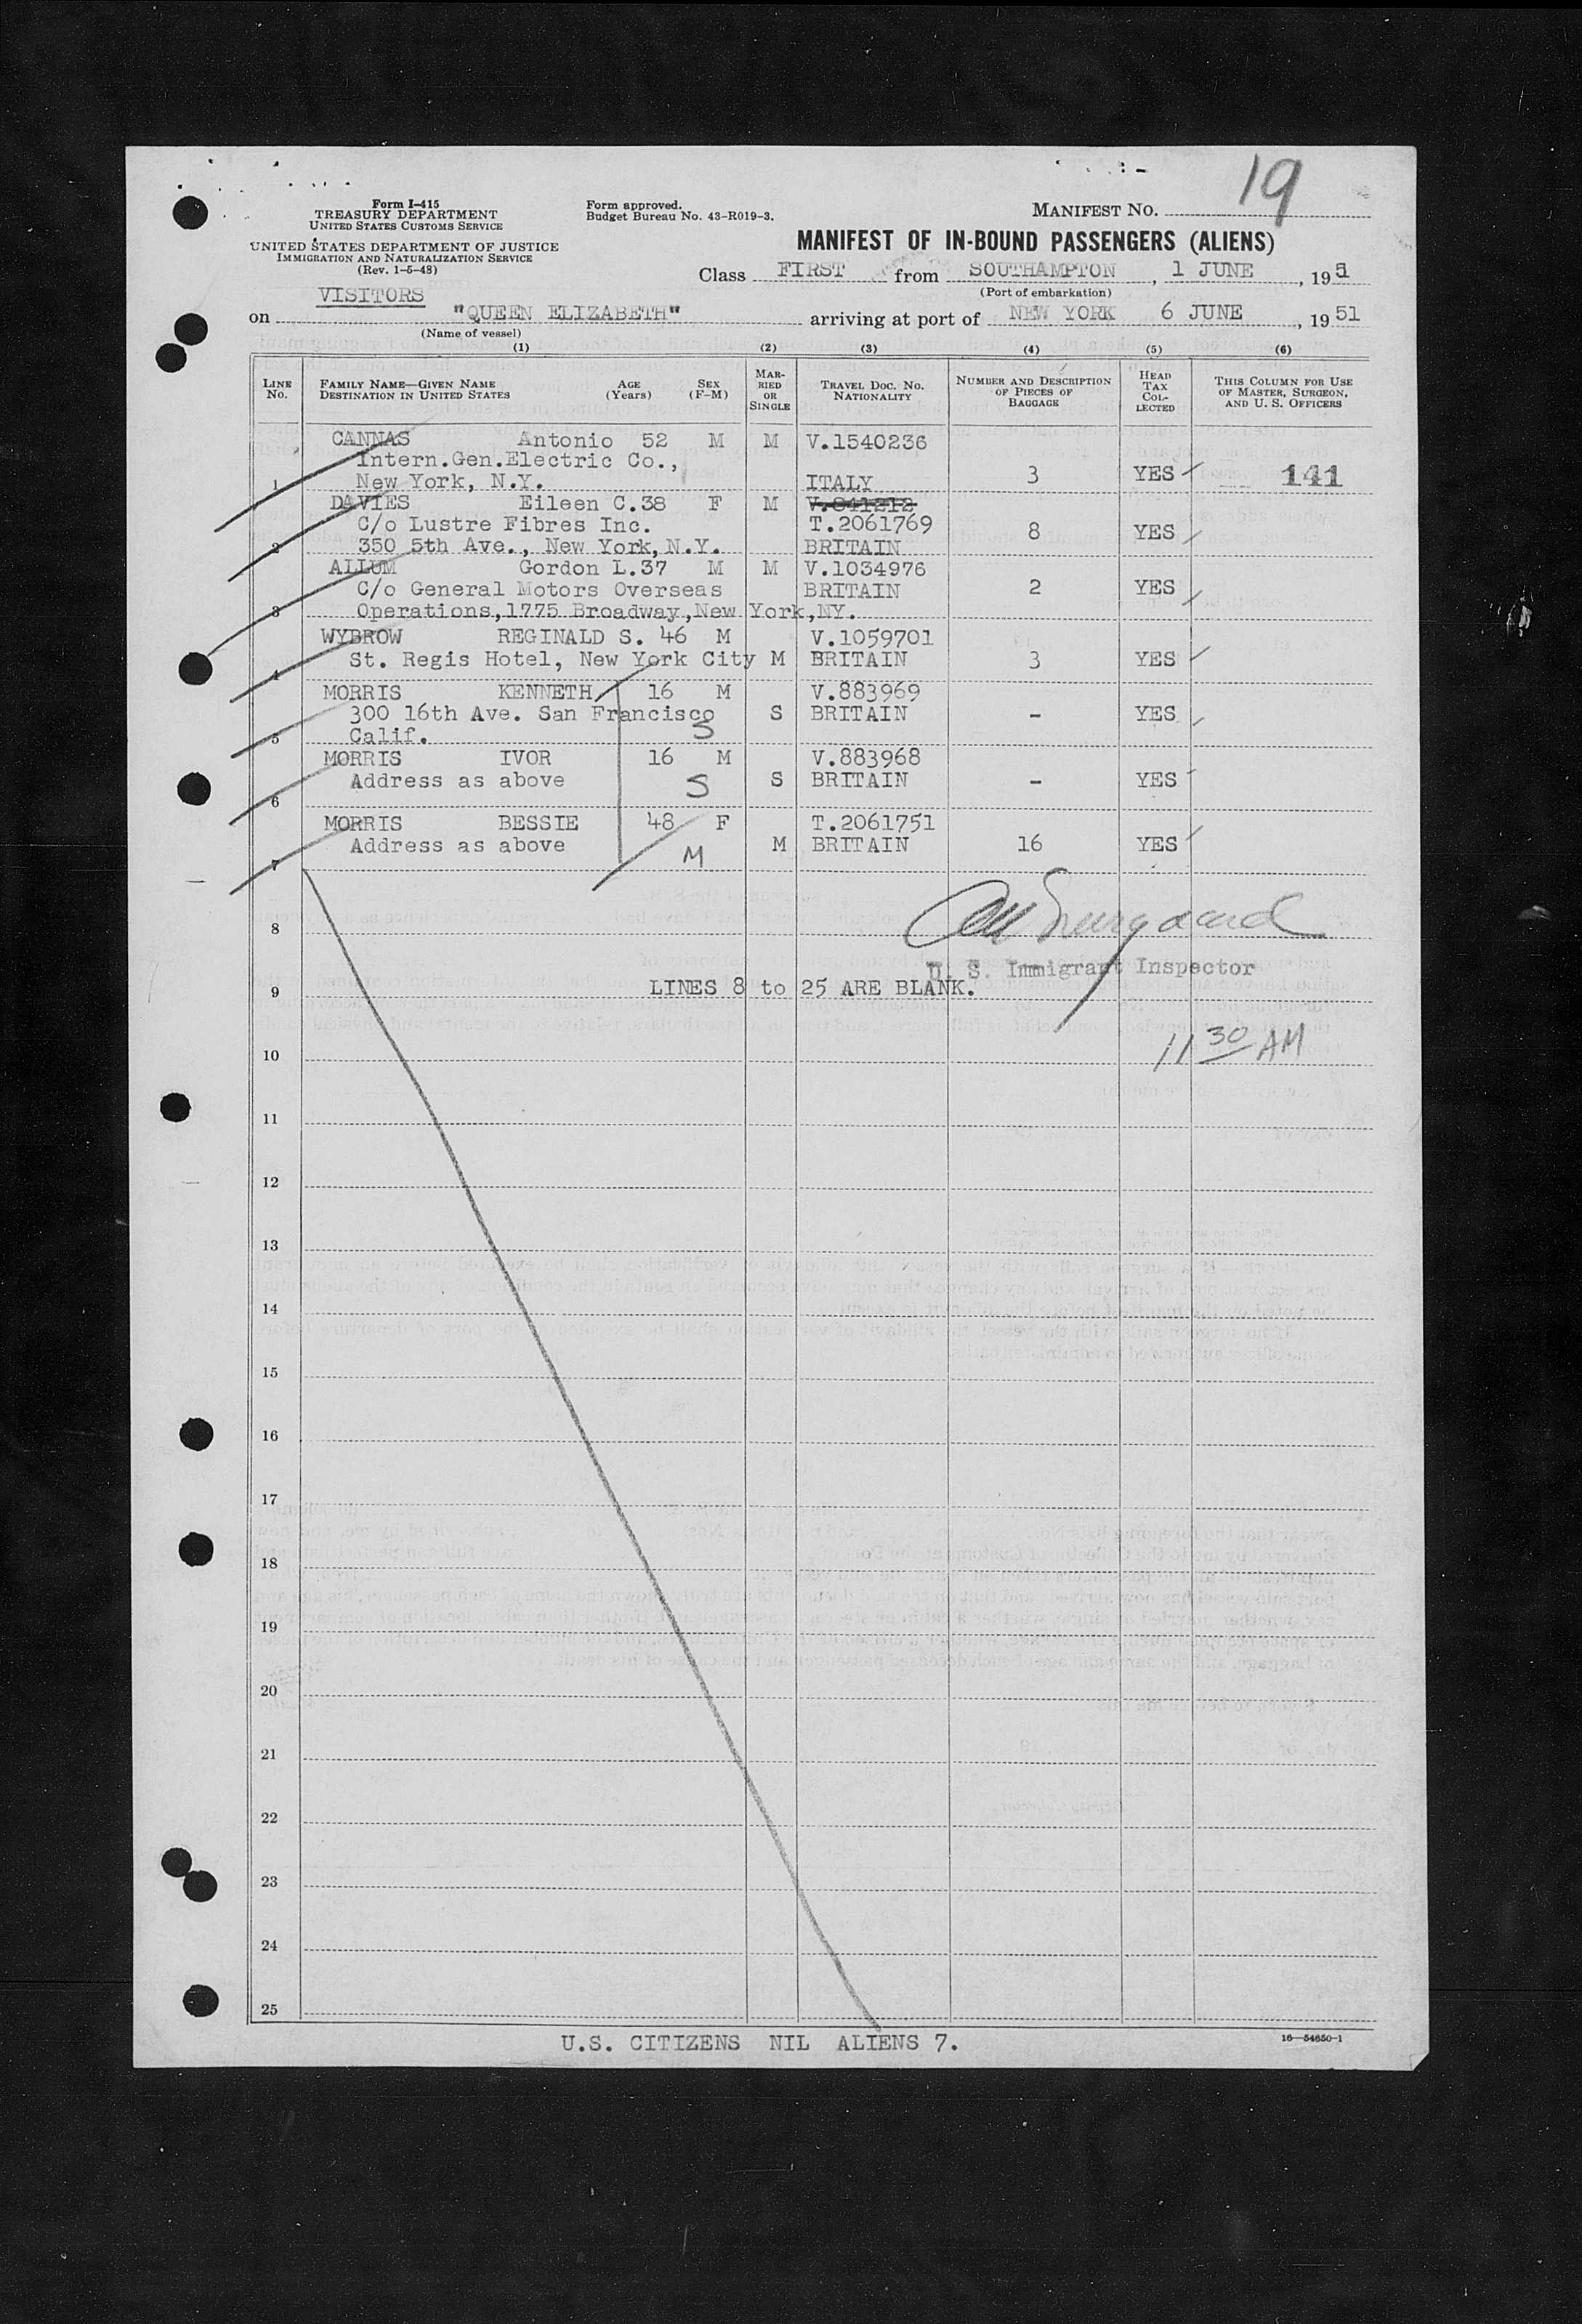 19
Form I-415
TREASURY DEPARTMENT
UNITED STATES CUSTOMS SERVICE
UNITED STATES DEPARTMENT OF JUSTICE
IMMIGRATION AND NATURALIZATION SERVICE
(Rev. 1-5-48)
Form approved.
Budget Bureau No. 43-R019-3.
MANIFEST NO.
MANIFEST OF IN-BOUND PASSENGERS (ALIENS)
Class FIRST from SOUTHAMPTON, 1 JUNE, 1951
(Port of embarkation)
VISITORS
on "QUEEN ELIZABETH" arriving at port of NEW YORK 6 JUNE, 1951
(Name of vessel)
(1) (2) (3) (4) (5) (6)
LINE NO. FAMILY NAME—GIVEN NAME DESTINATION IN UNITED STATES AGE (Years) SEX (F-M) MARRIED OR SINGLE TRAVEL DOC. NO. NATIONALITY NUMBER AND DESCRIPTION OF PIECES OF BAGGAGE HEAD TAX COLLECTED THIS COLUMN FOR USE OF MASTER, SURGEON, AND U. S. OFFICERS
CANNAS Antonio 52 M M V.1540236
Intern.Gen.Electric Co.,
1 New York, N.Y. ITALY 3 YES 141
DAVIES Eileen C.38 F M V.841212
C/o Lustre Fibres Inc. T.2061769 8 YES
2 350 5th Ave., New York, N.Y. BRITAIN
ALLUM Gordon L.37 M M V.1034976
C/o General Motors Overseas BRITAIN 2 YES
3 Operations,1775 Broadway,New York,NY.
WYBROW REGINALD S. 46 M V.1059701
4 St. Regis Hotel, New York City M BRITAIN 3 YES
MORRIS KENNETH 16 M V.883969
300 16th Ave. San Francisco S BRITAIN - YES
5 Calif. S
MORRIS IVOR 16 M V.883968
Address as above S S BRITAIN - YES
6
MORRIS BESSIE 48 F T.2061751
Address as above M M BRITAIN 16 YES
7
8
U. S. Immigrant Inspector
9 LINES 8 to 25 ARE BLANK.
11 30 AM
10
11
12
13
14
15
16
17
18
19
20
21
22
23
24
25
U.S. CITIZENS NIL ALIENS 7.
16—54650-1